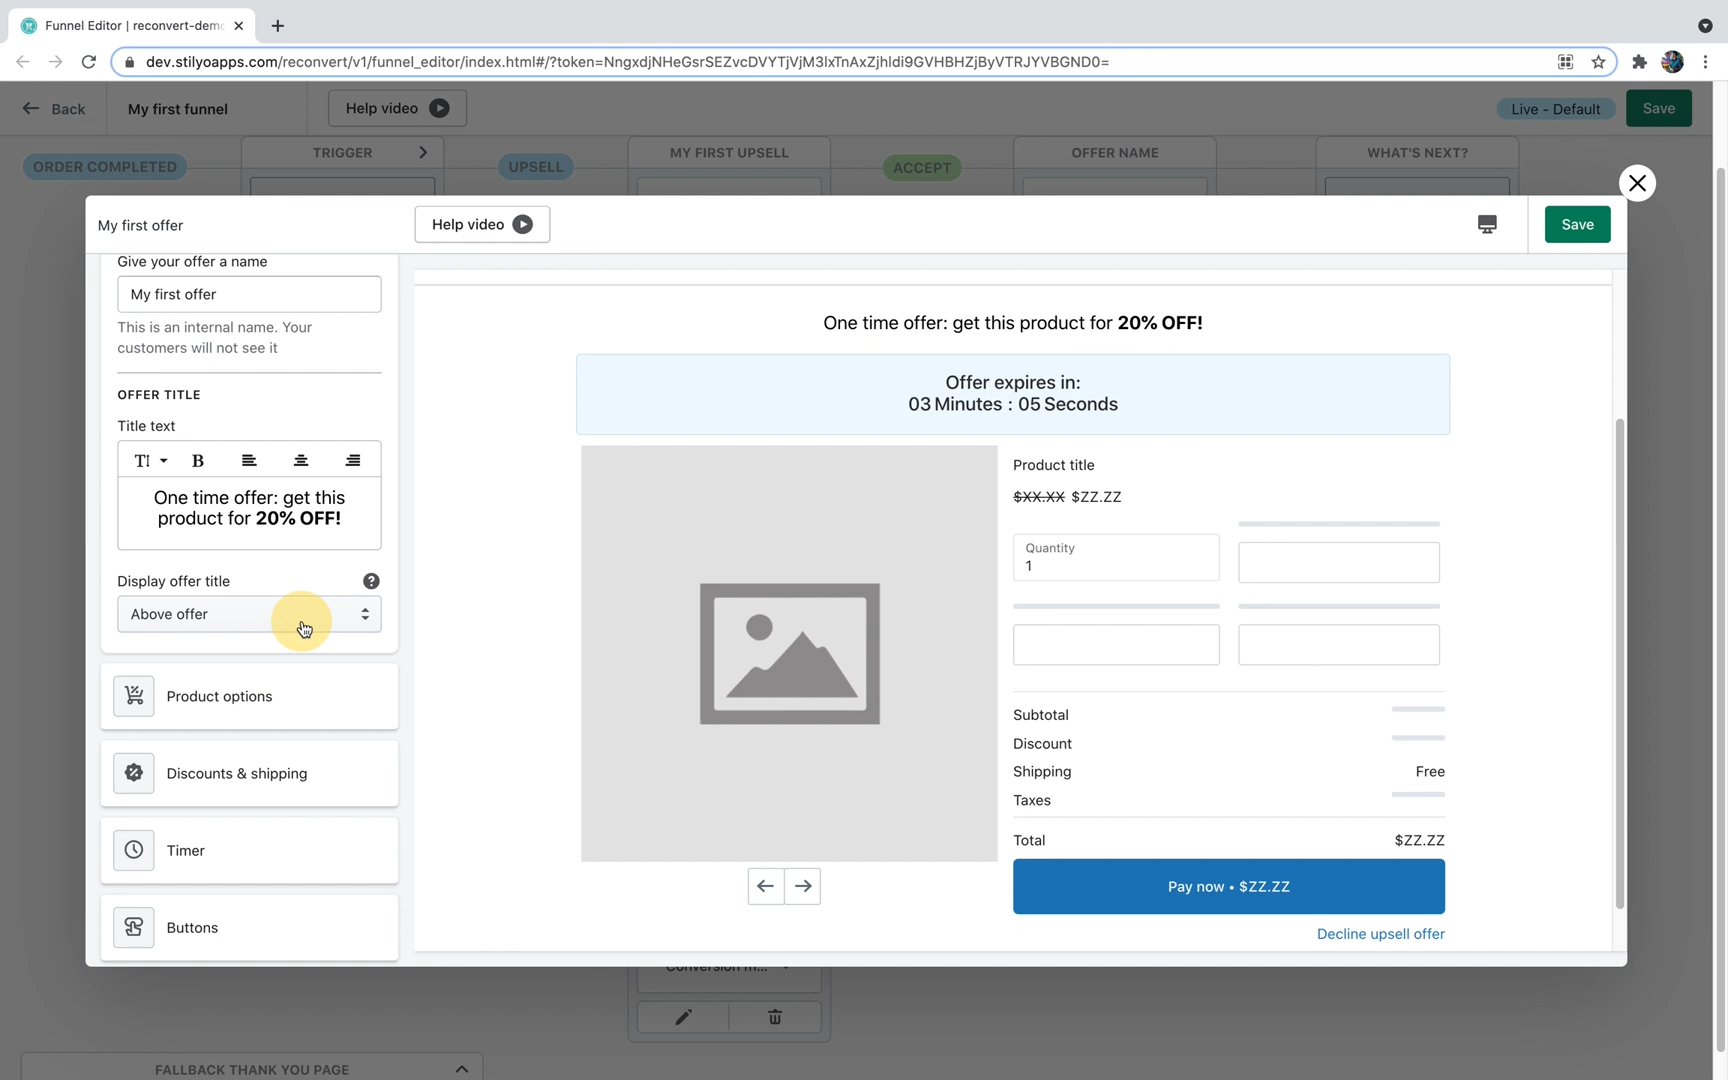 Funnel Editor | reconvert-demo
dev.stilyoapps.com/reconvert/v1/funnel_editor/index.html#/?token=NngxdjNHeGsrSEZvcDVYTjVjM3lxTnAxZjhldi9GVHBHZjByVTRJYVBGND0=
Back
My first funnel
Help video
Live - Default
Save
ORDER COMPLETED
TRIGGER
UPSELL
MY FIRST UPSELL
ACCEPT
OFFER NAME
WHAT'S NEXT?
My first offer
Help video
Save
Give your offer a name
My first offer
This is an internal name. Your
customers will not see it
OFFER TITLE
Title text
B
One time offer: get this
product for 20% OFF!
Display offer title
Above offer
Product options
Discounts & shipping
Timer
Buttons
One time offer: get this product for 20% OFF!
Offer expires in:
03 Minutes : 05 Seconds
Product title
$XX.XX $ZZ.ZZ
Quantity
1
Subtotal
Discount
Shipping Free
Taxes
Total $ZZ.ZZ
Pay now • $ZZ.ZZ
Decline upsell offer
Conversion m...
FALLBACK THANK YOU PAGE